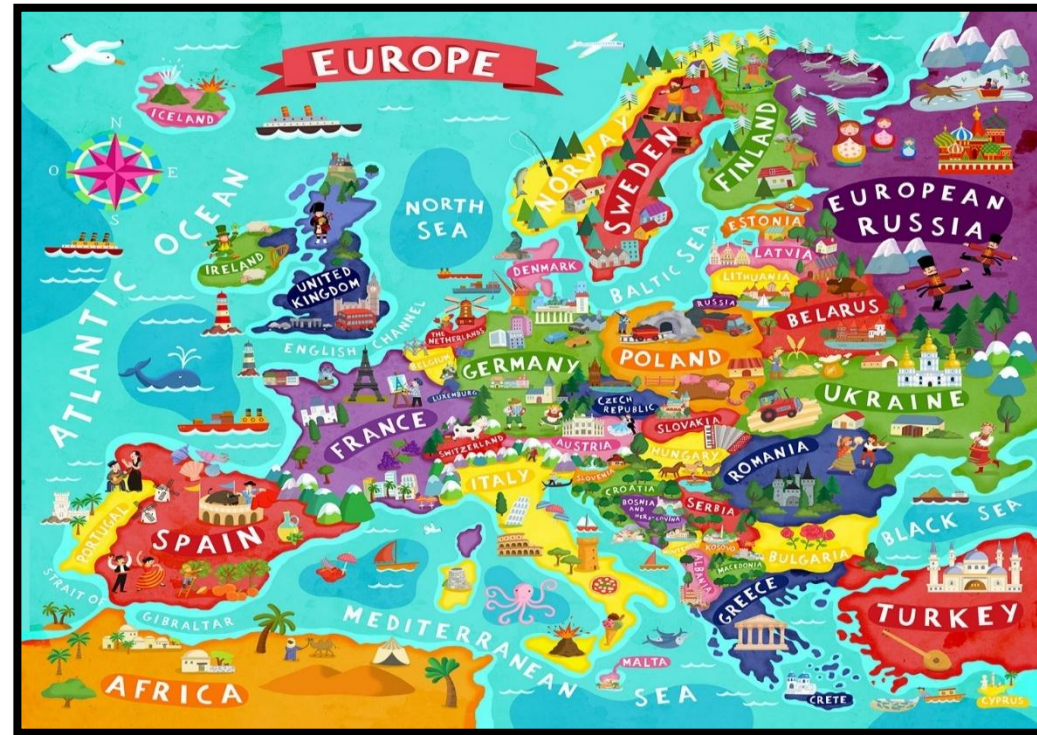 EUROPE
ICELAND
N
O
E
S
ATLANTIC
OCEAN
NORTH
SEA
NORWAY
SWEDEN
FINLAND
EUROPEAN
RUSSIA
ESTONIA
LATVIA
LITHUANIA
RUSSIA
BALTIC SEA
DENMARK
IRELAND
UNITED
KINGDOM
ENGLISH CHANNEL
THE
NETHERLANDS
BELGIUM
LUXEMBURG
GERMANY
POLAND
BELARUS
UKRAINE
CZECH
REPUBLIC
SLOVAKIA
FRANCE
SWITZERLAND
AUSTRIA
HUNGARY
ROMANIA
ITALY
SLOVENIA
CROATIA
BOSNIA
AND
HERZEGOVINA
SERBIA
KOSOVO
BULGARIA
BLACK SEA
ALBANIA
MACEDONIA
GREECE
TURKEY
PORTUGAL
SPAIN
STRAIT OF
GIBRALTAR
MEDITERRANEAN
SEA
AFRICA
MALTA
CRETE
CYPRUS